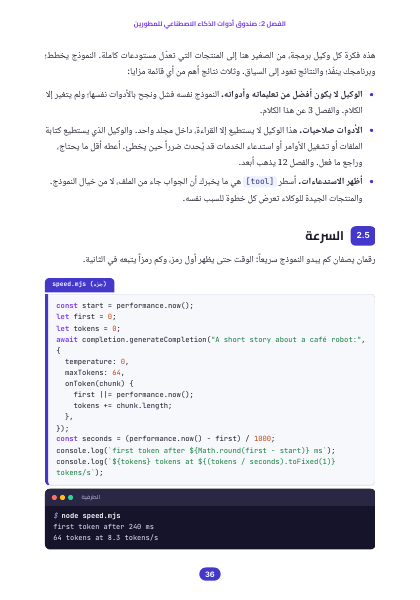 الفصل 2: صندوق أدوات الذكاء الاصطناعي للمطورين
هذه فكرة كل وكيل برمجة، من الصغير هنا إلى المنتجات التي تعدّل مستودعات كاملة. النموذج يخطط؛
وبرنامجك ينفّذ؛ والنتائج تعود إلى السياق. وثلاث نتائج أهم من أي قائمة مزايا:
• الوكيل لا يكون أفضل من تعليماته وأدواته. النموذج نفسه فشل ونجح بالأدوات نفسها؛ ولم يتغير إلا
الكلام. والفصل 3 عن هذا الكلام.
• الأدوات صلاحيات. هذا الوكيل لا يستطيع إلا القراءة، داخل مجلد واحد. والوكيل الذي يستطيع كتابة
الملفات أو تشغيل الأوامر أو استدعاء الخدمات قد يُحدث ضرراً حين يخطئ. أعطه أقل ما يحتاج،
وراجع ما فعل. والفصل 12 يذهب أبعد.
• أظهر الاستدعاءات. أسطر [tool] هي ما يخبرك أن الجواب جاء من الملف، لا من خيال النموذج.
والمنتجات الجيدة للوكلاء تعرض كل خطوة للسبب نفسه.
2.5 السرعة
رقمان يصفان كم يبدو النموذج سريعاً: الوقت حتى يظهر أول رمز، وكم رمزاً يتبعه في الثانية.
speed.mjs (جزء)
const start = performance.now();
let first = 0;
let tokens = 0;
await completion.generateCompletion("A short story about a café robot:",
{
temperature: 0,
maxTokens: 64,
onToken(chunk) {
first ||= performance.now();
tokens += chunk.length;
},
});
const seconds = (performance.now() - first) / 1000;
console.log(`first token after ${Math.round(first - start)} ms`);
console.log(`${tokens} tokens at ${(tokens / seconds).toFixed(1)}
tokens/s`);
الطرفية
$ node speed.mjs
first token after 240 ms
64 tokens at 8.3 tokens/s
36